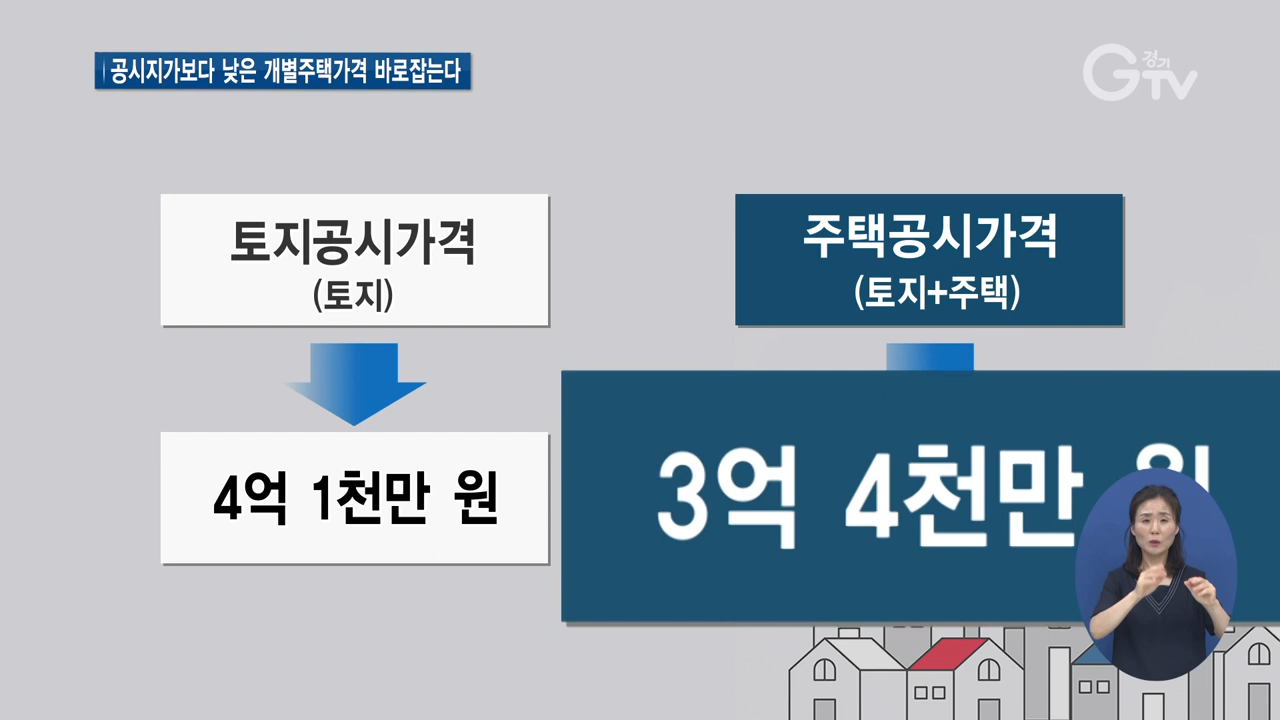 공시지가보다 낮은 개별주택가격 바로잡는다
경기
GTV
토지공시가격
(토지)
주택공시가격
(토지+주택)
4억 1천만 원
3억 4천만 원